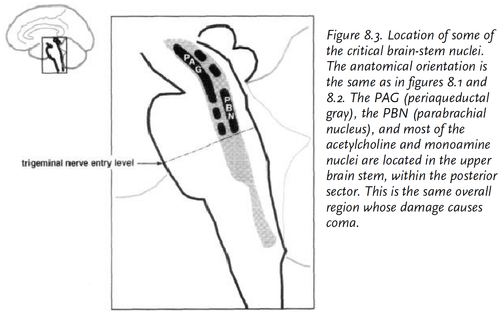 PAG
PBN
trigeminal nerve entry level
Figure 8.3. Location of some of
the critical brain-stem nuclei.
The anatomical orientation is
the same as in figures 8.1 and
8.2. The PAG (periaqueductal
gray), the PBN (parabrachial
nucleus), and most of the
acetylcholine and monoamine
nuclei are located in the upper
brain stem, within the posterior
sector. This is the same overall
region whose damage causes
coma.